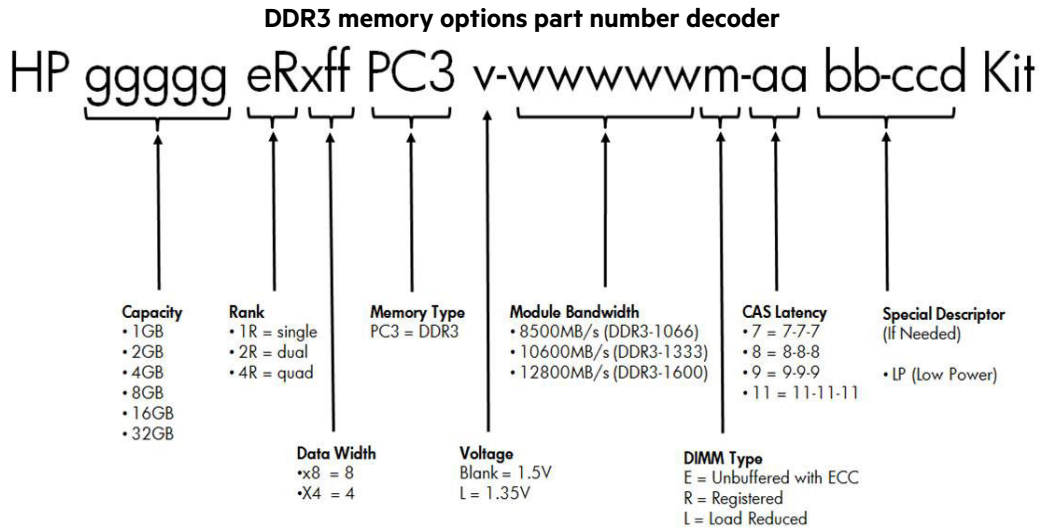 DDR3 memory options part number decoder
HP ggggg eRxff PC3 v-wwwwwm-aa bb-ccd Kit
Capacity
• 1GB
• 2GB
• 4GB
• 8GB
• 16GB
• 32GB
Rank
• 1R = single
• 2R = dual
• 4R = quad
Memory Type
PC3 = DDR3
Module Bandwidth
• 8500MB/s (DDR3-1066)
• 10600MB/s (DDR3-1333)
• 12800MB/s (DDR3-1600)
CAS Latency
• 7 = 7-7-7
• 8 = 8-8-8
• 9 = 9-9-9
• 11 = 11-11-11
Special Descriptor
(If Needed)
• LP (Low Power)
Data Width
•x8 = 8
•X4 = 4
Voltage
Blank = 1.5V
L = 1.35V
DIMM Type
E = Unbuffered with ECC
R = Registered
L = Load Reduced